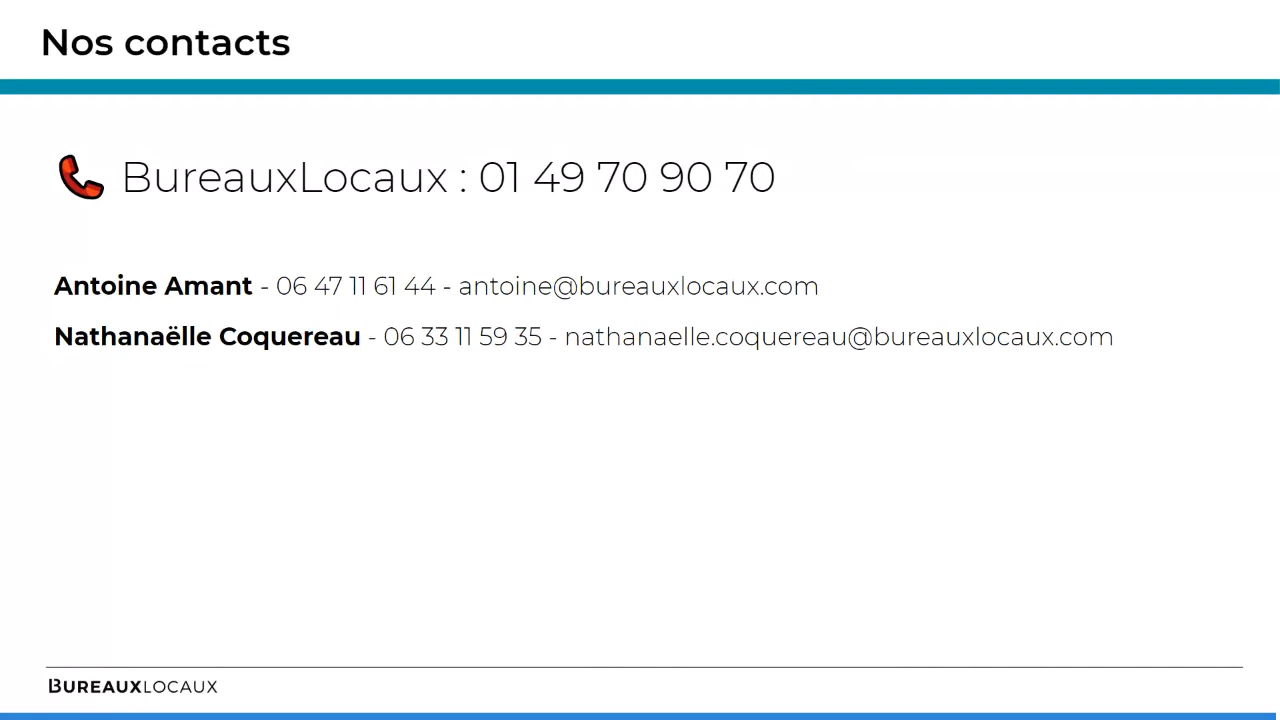 Nos contacts
BureauxLocaux : 01 49 70 90 70
Antoine Amant - 06 47 11 61 44 - antoine@bureauxlocaux.com
Nathanaëlle Coquereau - 06 33 11 59 35 - nathanaelle.coquereau@bureauxlocaux.com
BUREAUXLOCAUX